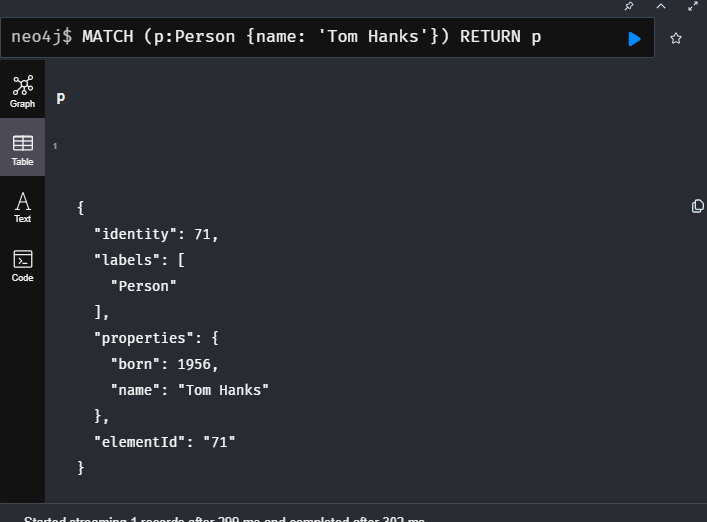 neo4j$ MATCH (p:Person {name: 'Tom Hanks'}) RETURN p
Graph
Table
Text
Code
p
1
{
"identity": 71,
"labels": [
"Person"
],
"properties": {
"born": 1956,
"name": "Tom Hanks"
},
"elementId": "71"
}
Started streaming 1 records after 299 ms and completed after 302 ms.